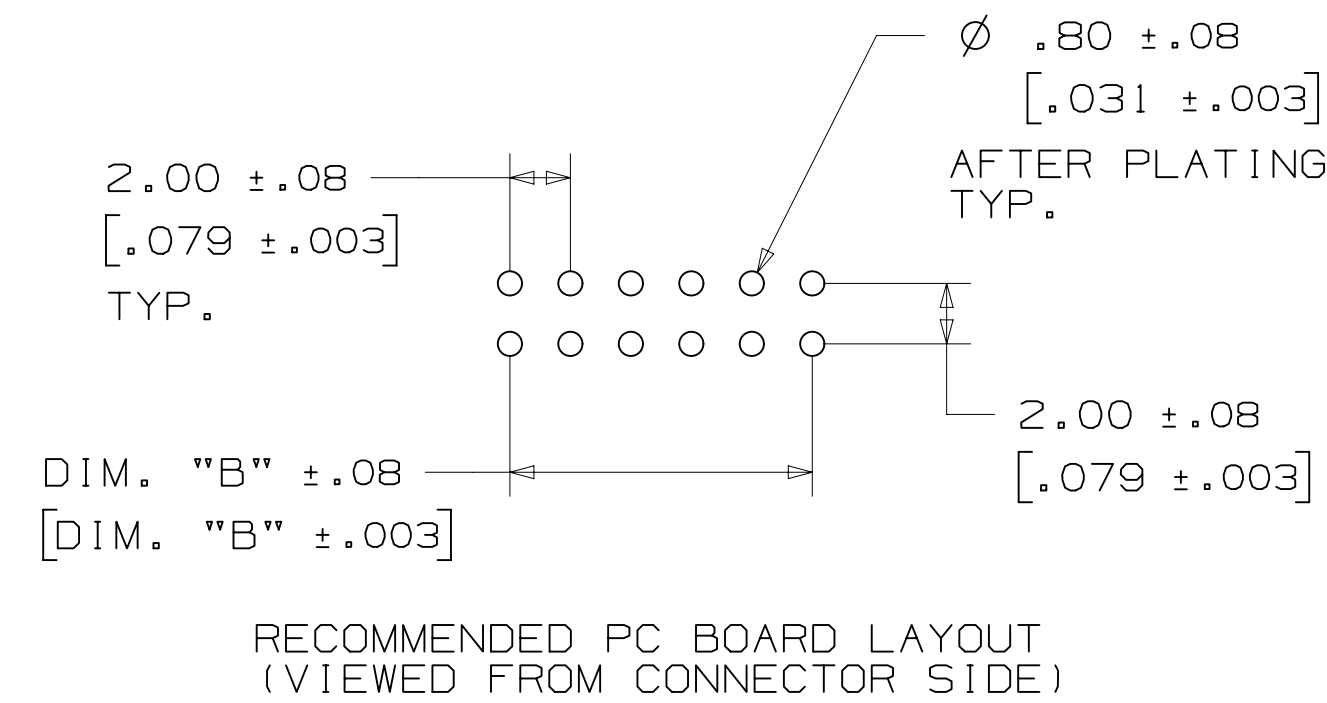 Ø .80 ±.08
[.031 ±.003]
AFTER PLATING
TYP.
2.00 ±.08
[.079 ±.003]
TYP.
2.00 ±.08
[.079 ±.003]
DIM. "B" ±.08
[DIM. "B" ±.003]
RECOMMENDED PC BOARD LAYOUT
(VIEWED FROM CONNECTOR SIDE)